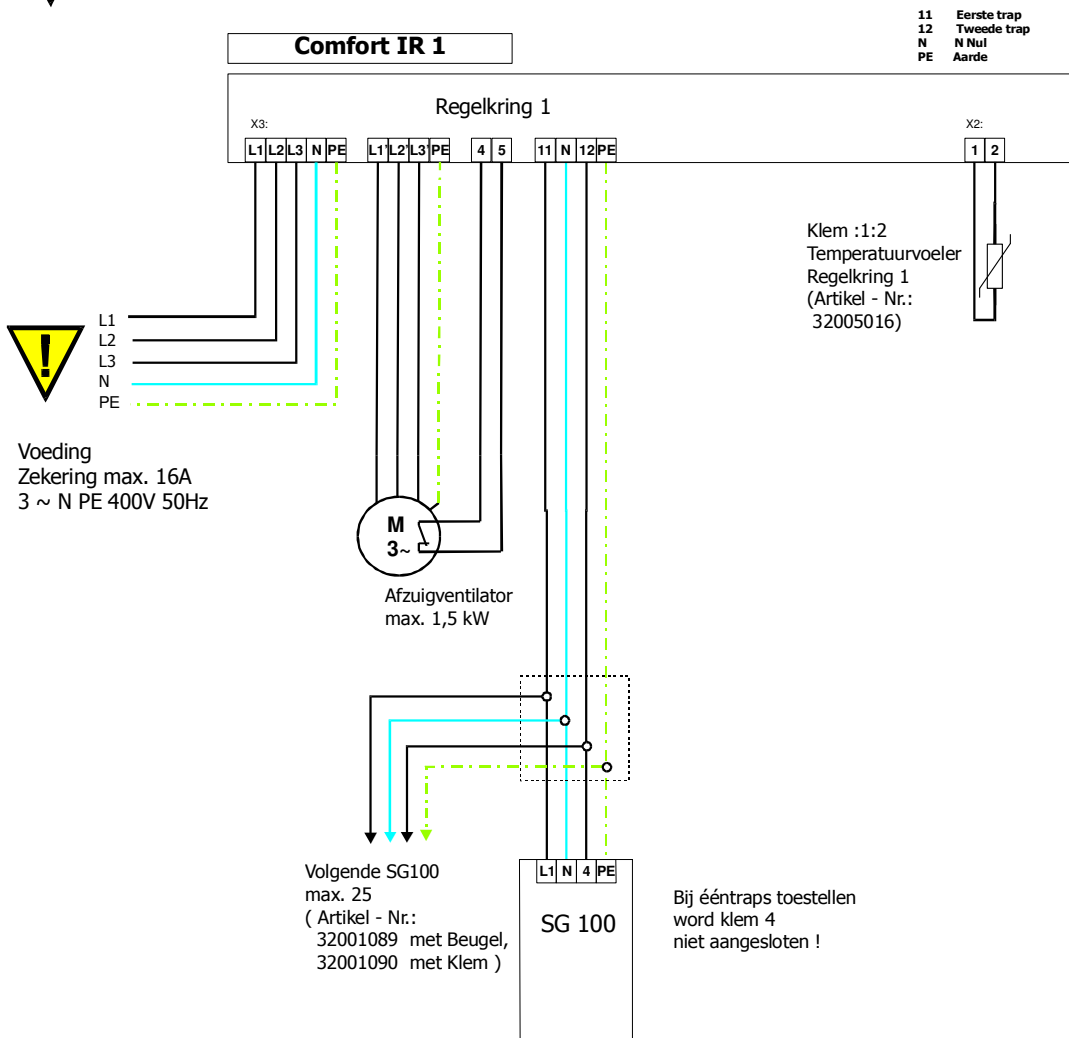 11 Eerste trap
12 Tweede trap
N N Nul
PE Aarde
Comfort IR 1
Regelkring 1
X3:
X2:
L1 L2 L3 N PE L1' L2' L3' PE 4 5 11 N 12 PE 1 2
Klem :1:2
Temperatuurvoeler
Regelkring 1
(Artikel - Nr.:
32005016)
L1
L2
L3
N
PE
!
Voeding
Zekering max. 16A
3 ~ N PE 400V 50Hz
M
3~
Afzuigventilator
max. 1,5 kW
L1 N 4 PE
SG 100
Volgende SG100
max. 25
( Artikel - Nr.:
32001089 met Beugel,
32001090 met Klem )
Bij ééntraps toestellen
word klem 4
niet aangesloten !